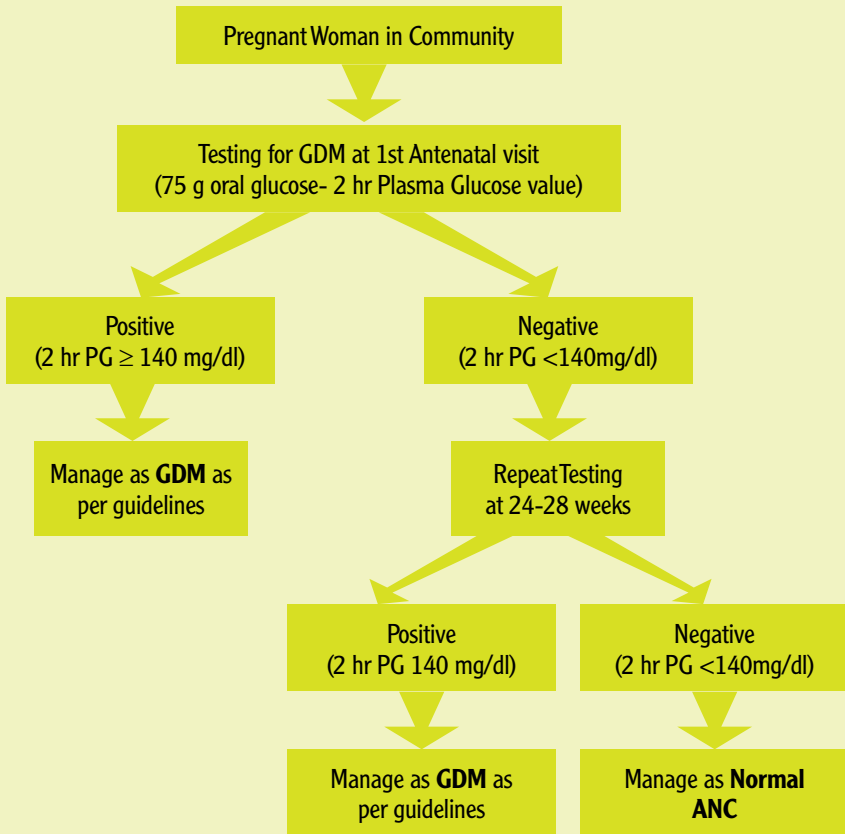 Pregnant Woman in Community
Testing for GDM at 1st Antenatal visit
(75 g oral glucose- 2 hr Plasma Glucose value)
Positive
(2 hr PG ≥ 140 mg/dl)
Negative
(2 hr PG <140mg/dl)
Manage as GDM as
per guidelines
Repeat Testing
at 24-28 weeks
Positive
(2 hr PG 140 mg/dl)
Negative
(2 hr PG <140mg/dl)
Manage as GDM as
per guidelines
Manage as Normal
ANC